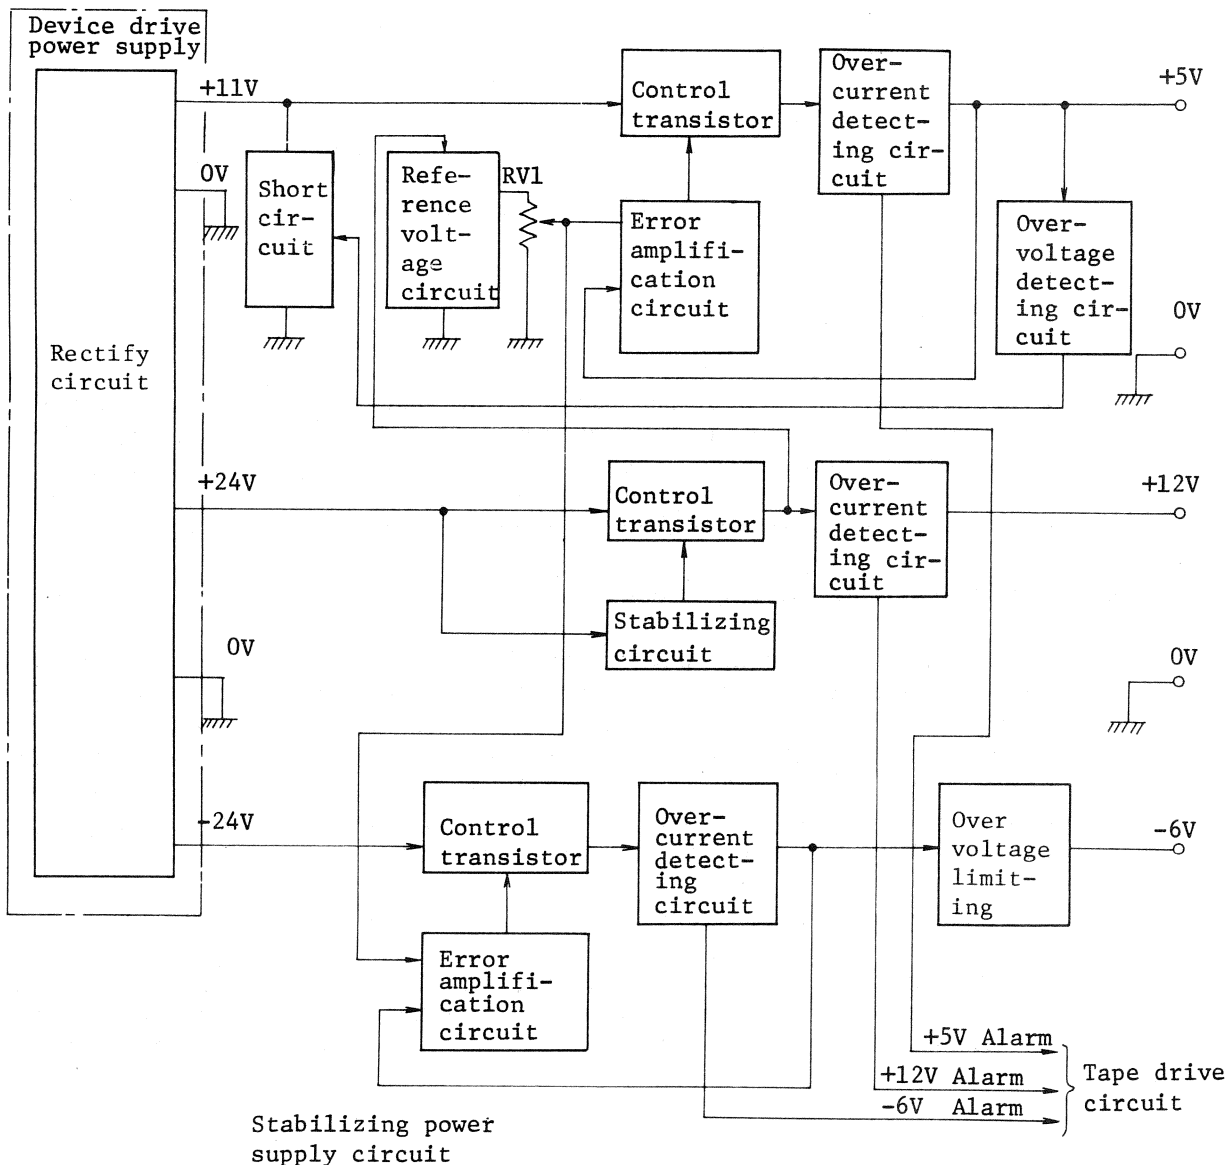 Device drive
power supply
+11V
0V
Rectify
circuit
+24V
0V
-24V
Short
cir-
cuit
Refe-
rence
volt-
age
circuit
RV1
Control
transistor
Error
amplifi-
cation
circuit
Over-
current
detect-
ing cir-
cuit
Over-
voltage
detect-
ing cir-
cuit
+5V
0V
Control
transistor
Stabilizing
circuit
Over-
current
detect-
ing cir-
cuit
+12V
0V
Control
transistor
Error
amplifi-
cation
circuit
Over-
current
detect-
ing
circuit
Over
voltage
limit-
ing
-6V
+5V Alarm
+12V Alarm
-6V Alarm
Tape drive
circuit
Stabilizing power
supply circuit